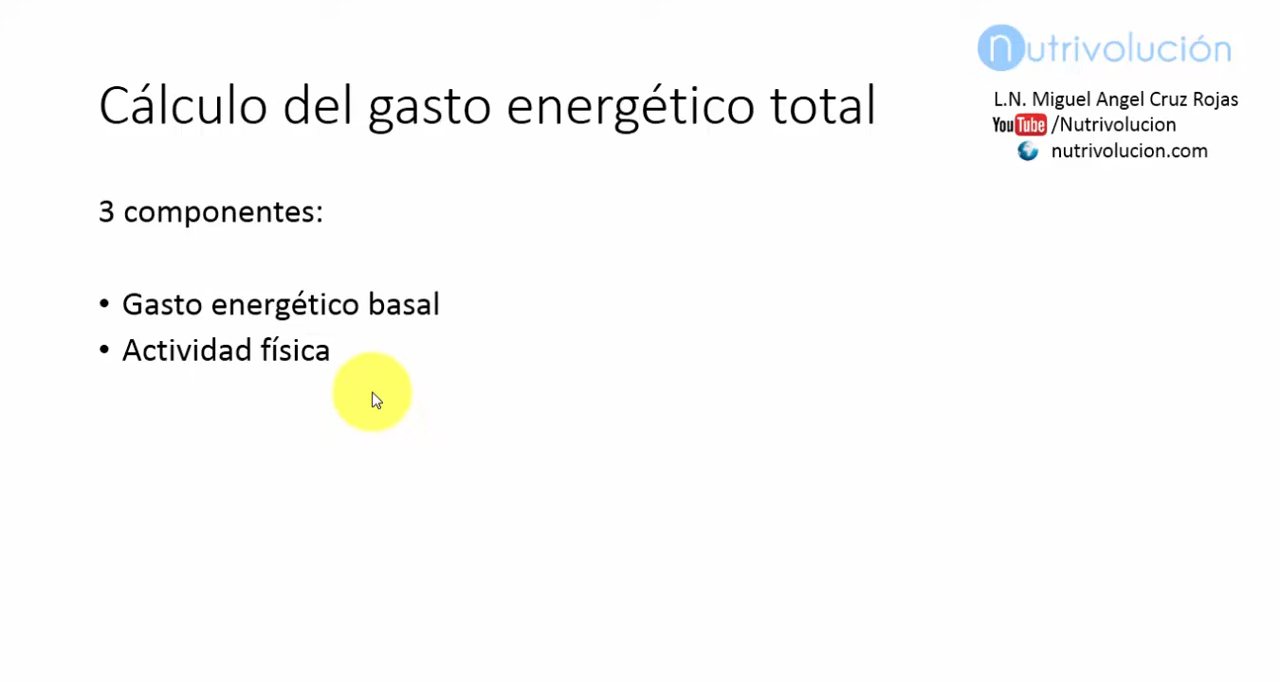 nutrivolución
Cálculo del gasto energético total
L.N. Miguel Angel Cruz Rojas
YouTube /Nutrivolucion
nutrivolucion.com
3 componentes:
• Gasto energético basal
• Actividad física